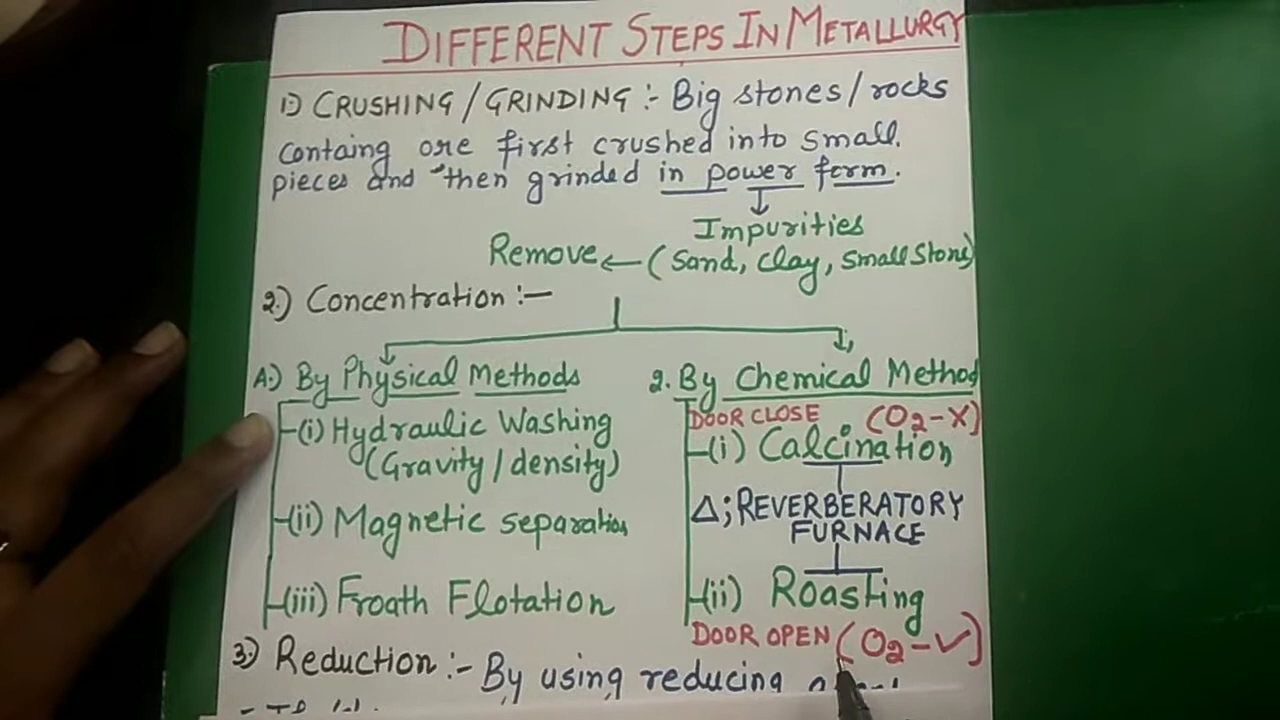 DIFFERENT STEPS IN METALLURGY
1.) CRUSHING/GRINDING :- Big stones/rocks
Containg ore first crushed into small.
pieces and then grinded in power form.
↓
Impurities
Remove ← (Sand, clay, small Stone)
2.) Concentration :-
A.) By Physical Methods
(i) Hydraulic Washing
(Gravity/density)
(ii) Magnetic separation
(iii) Froath Flotation
2. By Chemical Method
DOOR CLOSE (O2-X)
(i) Calcination
Δ; REVERBERATORY
FURNACE
(ii) Roasting
DOOR OPEN (O2-✓)
3.) Reduction :- By using reducing